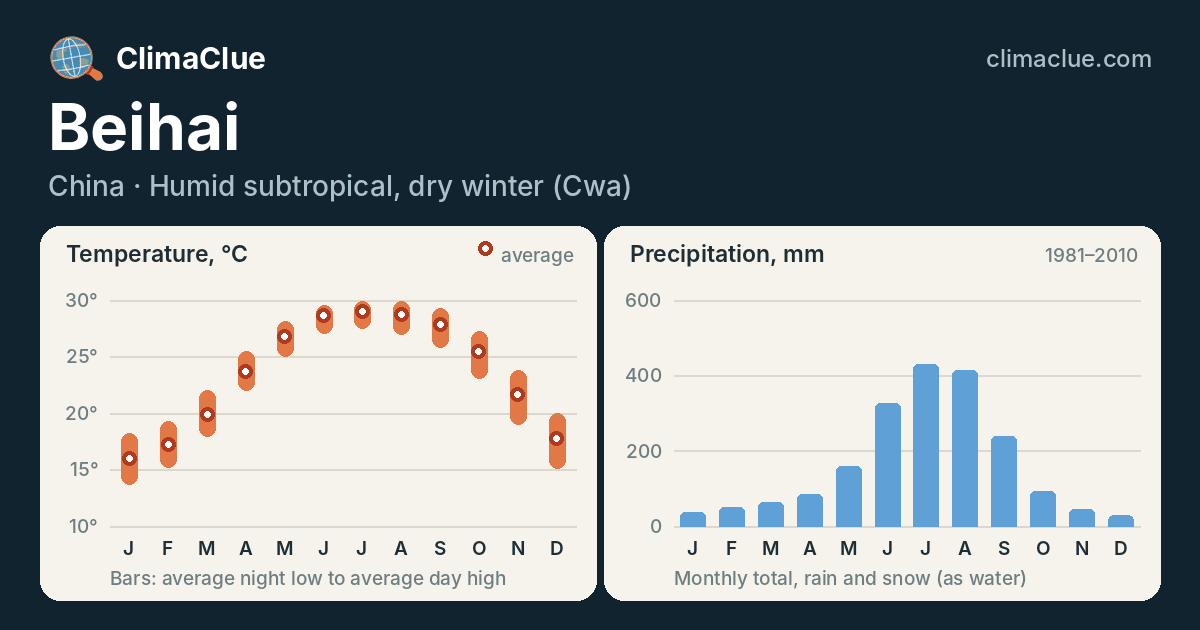 ClimaClue
climaclue.com
Beihai
China · Humid subtropical, dry winter (Cwa)
Temperature, °C
average
30°
25°
20°
15°
10°
J F M A M J J A S O N D
Bars: average night low to average day high
Precipitation, mm
1981–2010
600
400
200
0
J F M A M J J A S O N D
Monthly total, rain and snow (as water)